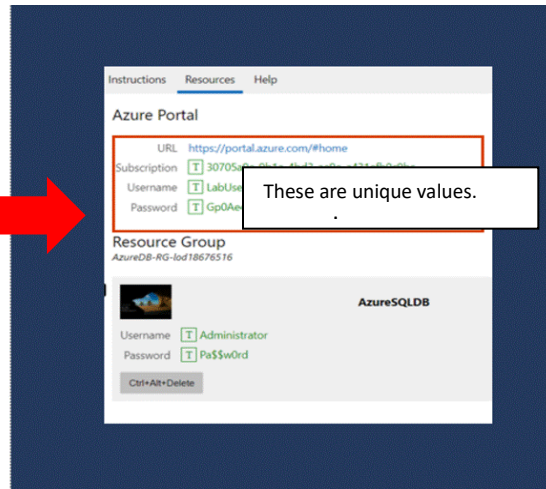 Instructions Resources Help
Azure Portal
URL https://portal.azure.com/#home
Subscription T
Username T LabUse
Password T Gp0Ae
These are unique values.
.
Resource Group
AzureDB-RG-lod18676516
AzureSQLDB
Username T Administrator
Password T Pa$$w0rd
Ctrl+Alt+Delete